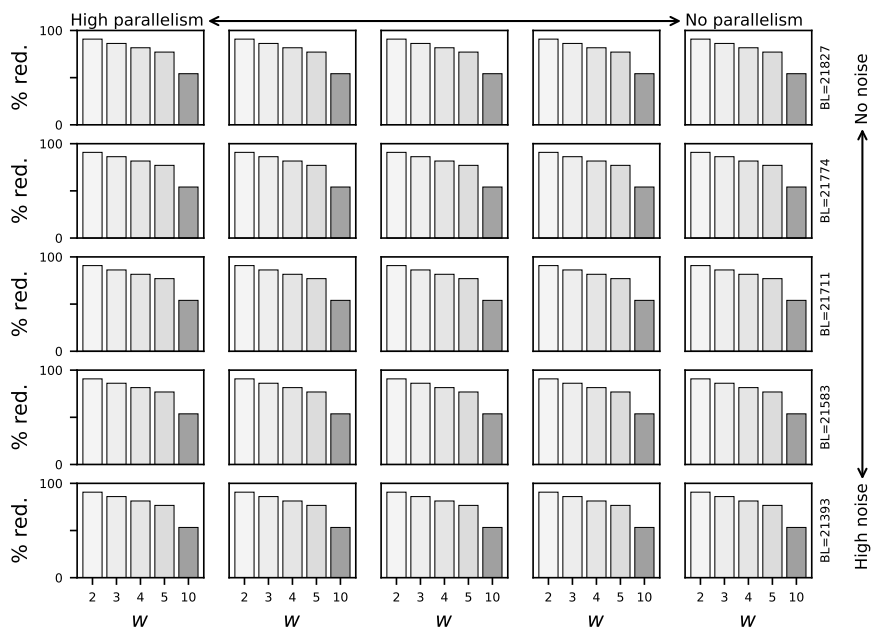 High parallelism
No parallelism
100
% red.
0
BL=21827
No noise
100
% red.
0
BL=21774
100
% red.
0
BL=21711
100
% red.
0
BL=21583
100
% red.
0
BL=21393
High noise
2 3 4 5 10 2 3 4 5 10 2 3 4 5 10 2 3 4 5 10 2 3 4 5 10
w w w w w